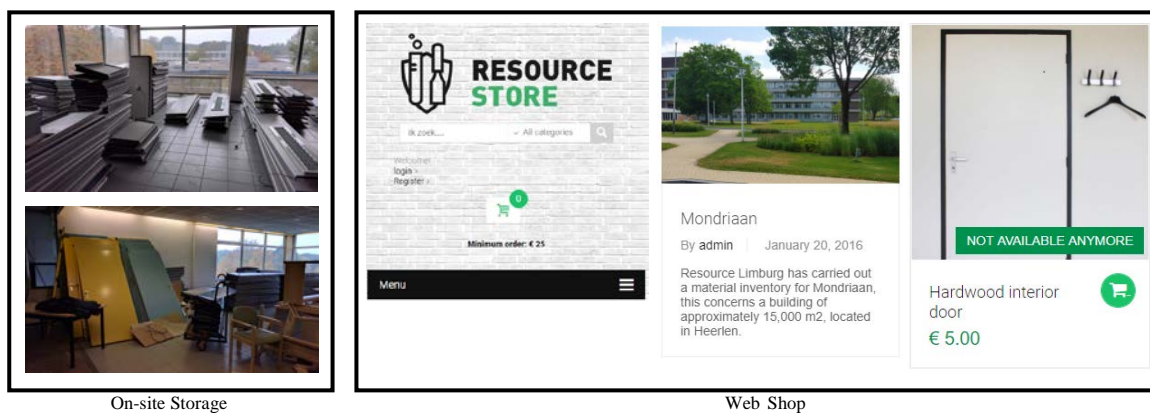 RESOURCE
STORE
Ik zoek.... All categories
Welcome!
login >
Register >
0
Minimum order: € 25
Menu
Mondriaan
By admin January 20, 2016
Resource Limburg has carried out
a material inventory for Mondriaan,
this concerns a building of
approximately 15,000 m2, located
in Heerlen.
NOT AVAILABLE ANYMORE
Hardwood interior
door
€ 5.00
On-site Storage
Web Shop